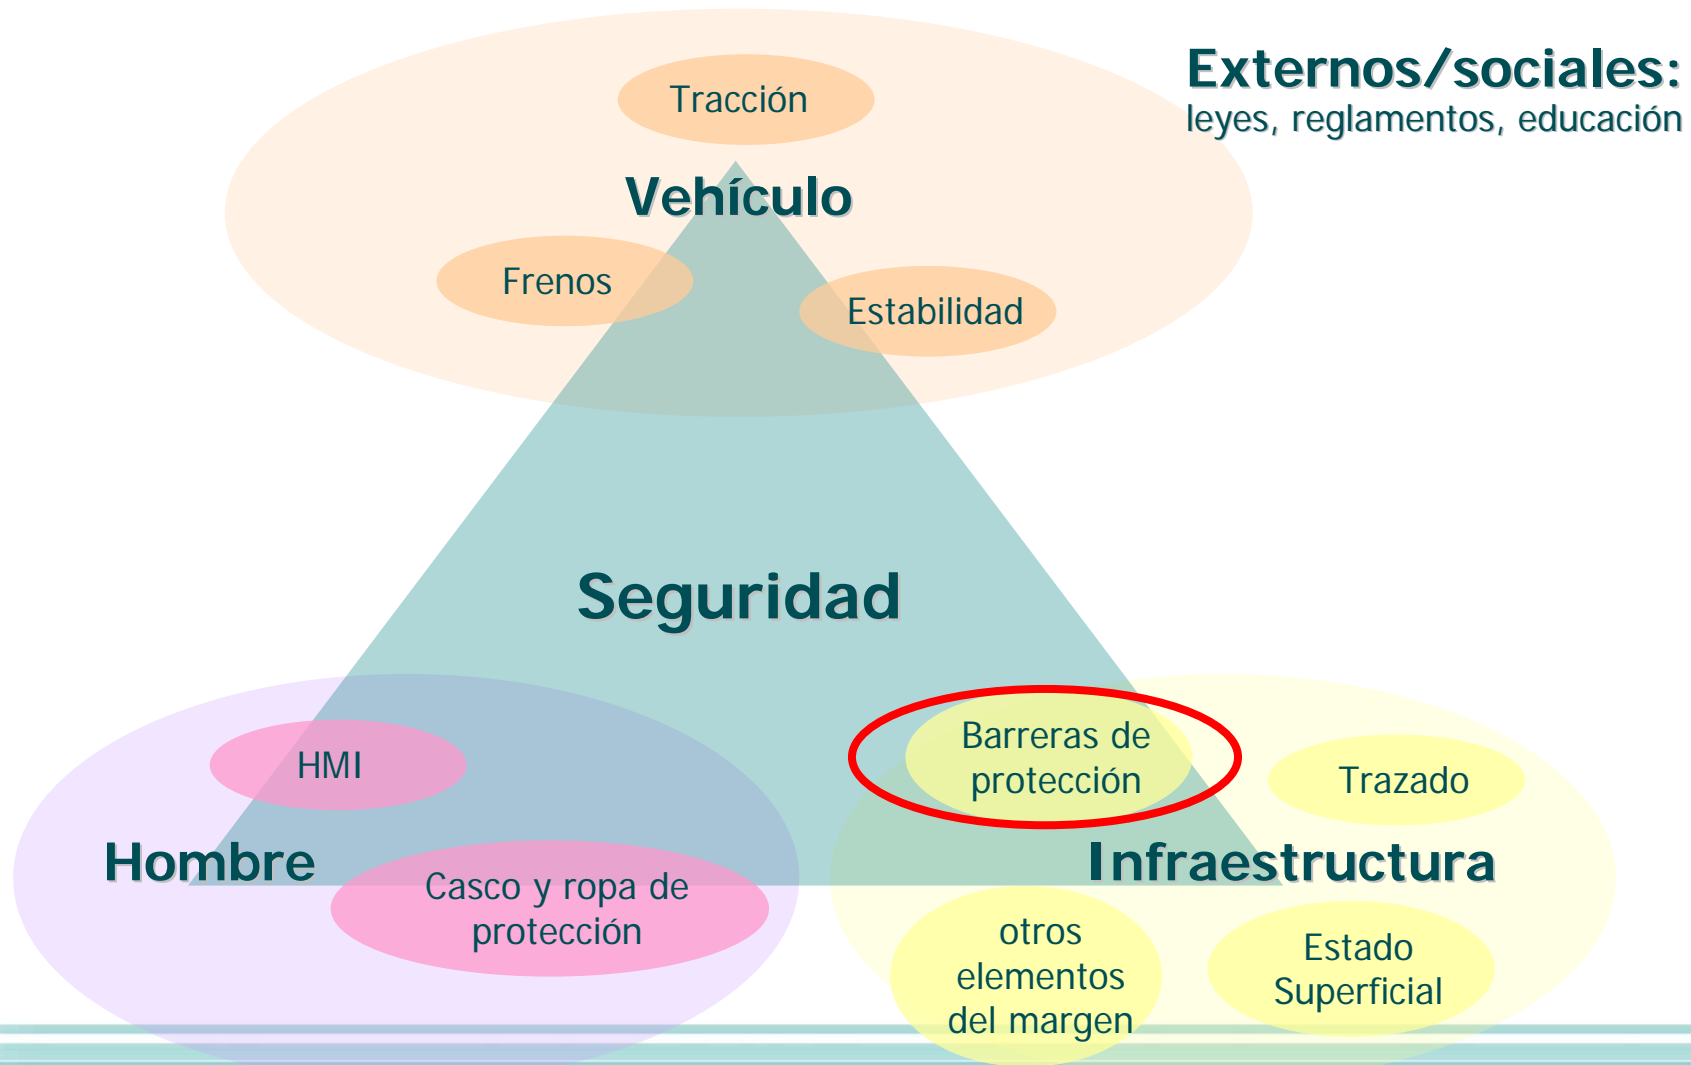 Externos/sociales:
leyes, reglamentos, educación
Tracción
Vehículo
Frenos
Estabilidad
Seguridad
HMI
Hombre
Casco y ropa de
protección
Barreras de
protección
Trazado
Infraestructura
otros
elementos
del margen
Estado
Superficial